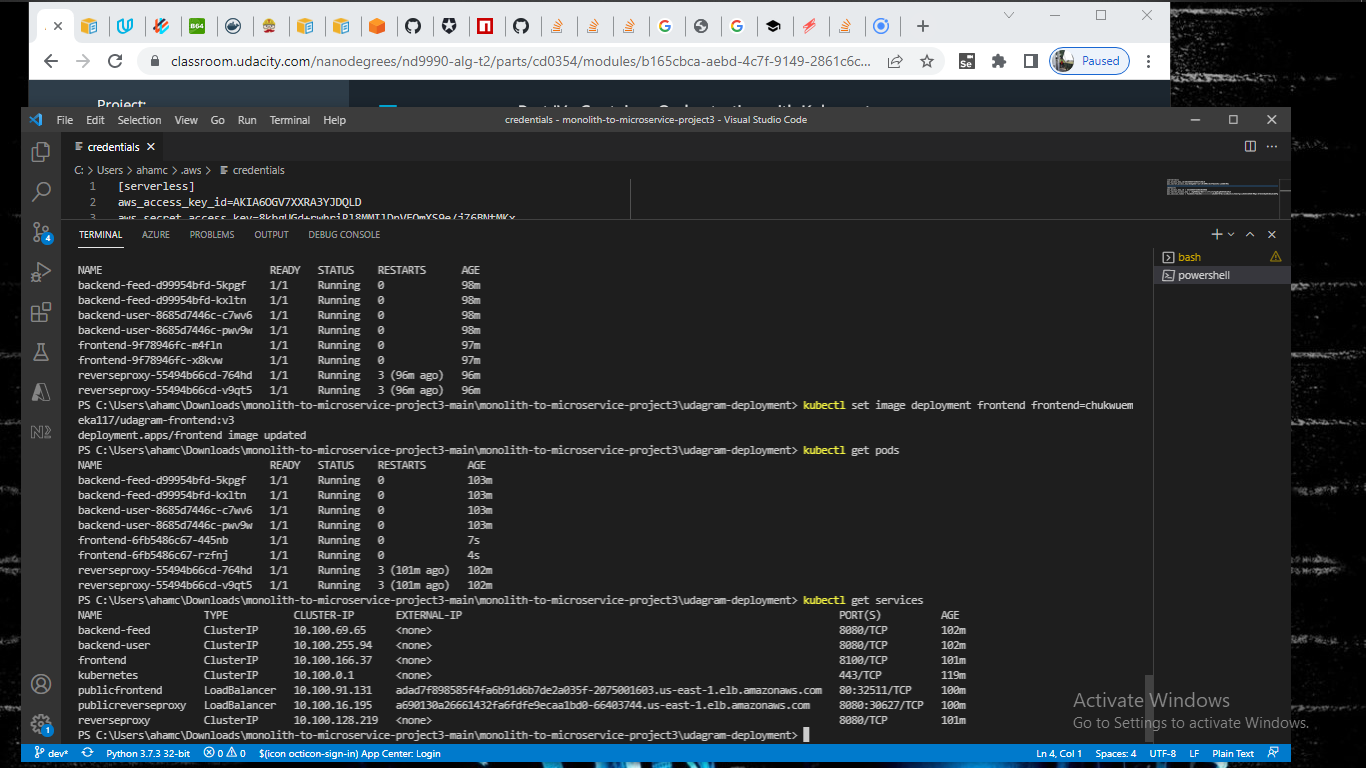 B64
classroom.udacity.com/nanodegrees/nd9990-alg-t2/parts/cd0354/modules/b165cbca-aebd-4c7f-9149-2861c6c...
Se
Paused
Project:
File Edit Selection View Go Run Terminal Help
credentials - monolith-to-microservice-project3 - Visual Studio Code
credentials
C: > Users > ahamc > .aws > credentials
1 [serverless]
2 aws_access_key_id=AKIA6OGV7XXRA3YJDQLD
3 aws_secret_access_key=
TERMINAL AZURE PROBLEMS OUTPUT DEBUG CONSOLE
bash
powershell
NAME READY STATUS RESTARTS AGE
backend-feed-d99954bfd-5kpgf 1/1 Running 0 98m
backend-feed-d99954bfd-kxltn 1/1 Running 0 98m
backend-user-8685d7446c-c7wv6 1/1 Running 0 98m
backend-user-8685d7446c-pwv9w 1/1 Running 0 98m
frontend-9f78946fc-m4fln 1/1 Running 0 97m
frontend-9f78946fc-x8kvw 1/1 Running 0 97m
reverseproxy-55494b66cd-764hd 1/1 Running 3 (96m ago) 96m
reverseproxy-55494b66cd-v9qt5 1/1 Running 3 (96m ago) 96m
PS C:\Users\ahamc\Downloads\monolith-to-microservice-project3-main\monolith-to-microservice-project3\udagram-deployment> kubectl set image deployment frontend frontend=chukwuem
eka117/udagram-frontend:v3
deployment.apps/frontend image updated
PS C:\Users\ahamc\Downloads\monolith-to-microservice-project3-main\monolith-to-microservice-project3\udagram-deployment> kubectl get pods
NAME READY STATUS RESTARTS AGE
backend-feed-d99954bfd-5kpgf 1/1 Running 0 103m
backend-feed-d99954bfd-kxltn 1/1 Running 0 103m
backend-user-8685d7446c-c7wv6 1/1 Running 0 103m
backend-user-8685d7446c-pwv9w 1/1 Running 0 103m
frontend-6fb5486c67-445nb 1/1 Running 0 7s
frontend-6fb5486c67-rzfnj 1/1 Running 0 4s
reverseproxy-55494b66cd-764hd 1/1 Running 3 (101m ago) 102m
reverseproxy-55494b66cd-v9qt5 1/1 Running 3 (101m ago) 102m
PS C:\Users\ahamc\Downloads\monolith-to-microservice-project3-main\monolith-to-microservice-project3\udagram-deployment> kubectl get services
NAME TYPE CLUSTER-IP EXTERNAL-IP PORT(S) AGE
backend-feed ClusterIP 10.100.69.65 <none> 8080/TCP 102m
backend-user ClusterIP 10.100.255.94 <none> 8080/TCP 102m
frontend ClusterIP 10.100.166.37 <none> 8100/TCP 101m
kubernetes ClusterIP 10.100.0.1 <none> 443/TCP 119m
publicfrontend LoadBalancer 10.100.91.131 adad7f898585f4fa6b91d6b7de2a035f-2075001603.us-east-1.elb.amazonaws.com 80:32511/TCP 100m
publicreverseproxy LoadBalancer 10.100.16.195 a690130a26661432fa6fdfe9ecaa1bd0-66403744.us-east-1.elb.amazonaws.com 8080:30627/TCP 100m
reverseproxy ClusterIP 10.100.128.219 <none> 8080/TCP 101m
PS C:\Users\ahamc\Downloads\monolith-to-microservice-project3-main\monolith-to-microservice-project3\udagram-deployment>
Activate Windows
Go to Settings to activate Windows.
4
1
dev* Python 3.7.3 32-bit 0 0 $(icon octicon-sign-in) App Center: Login Ln 4, Col 1 Spaces: 4 UTF-8 LF Plain Text